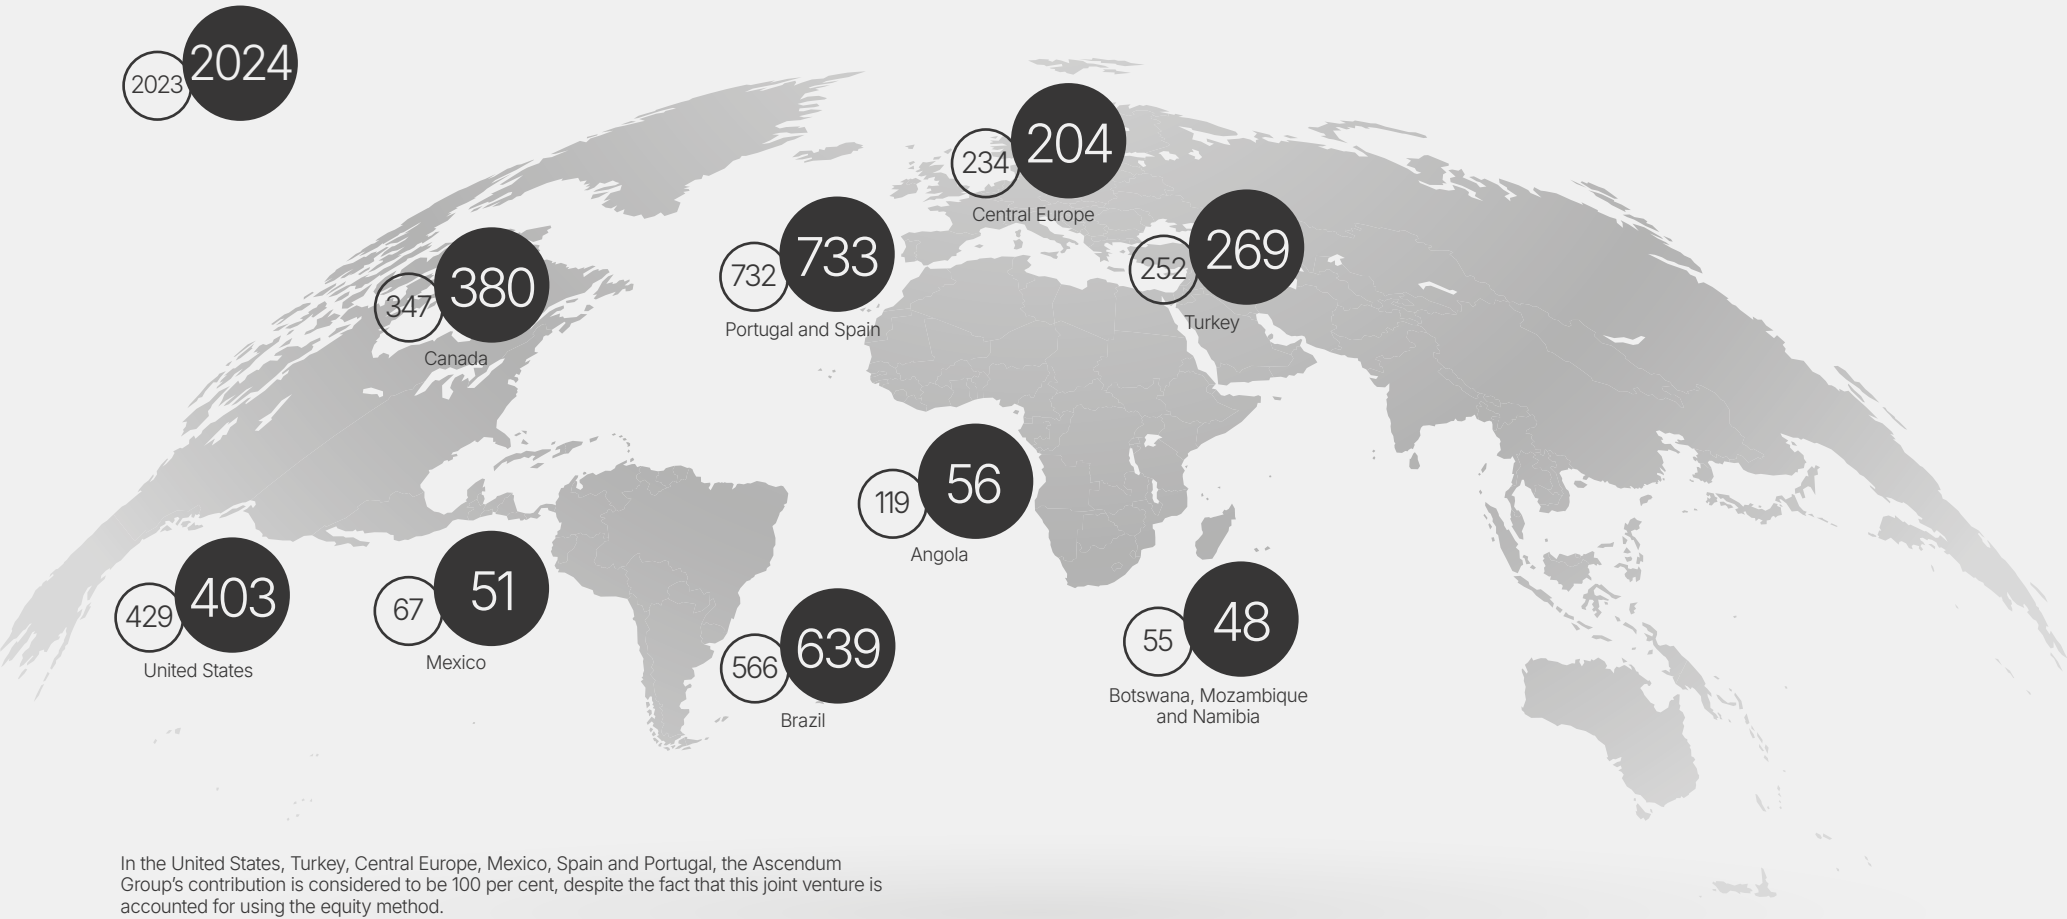 2023
2024
234
204
Central Europe
732
733
Portugal and Spain
252
269
Turkey
347
380
Canada
119
56
Angola
429
403
United States
67
51
Mexico
566
639
Brazil
55
48
Botswana, Mozambique
and Namibia
In the United States, Turkey, Central Europe, Mexico, Spain and Portugal, the Ascendum
Group's contribution is considered to be 100 per cent, despite the fact that this joint venture is
accounted for using the equity method.